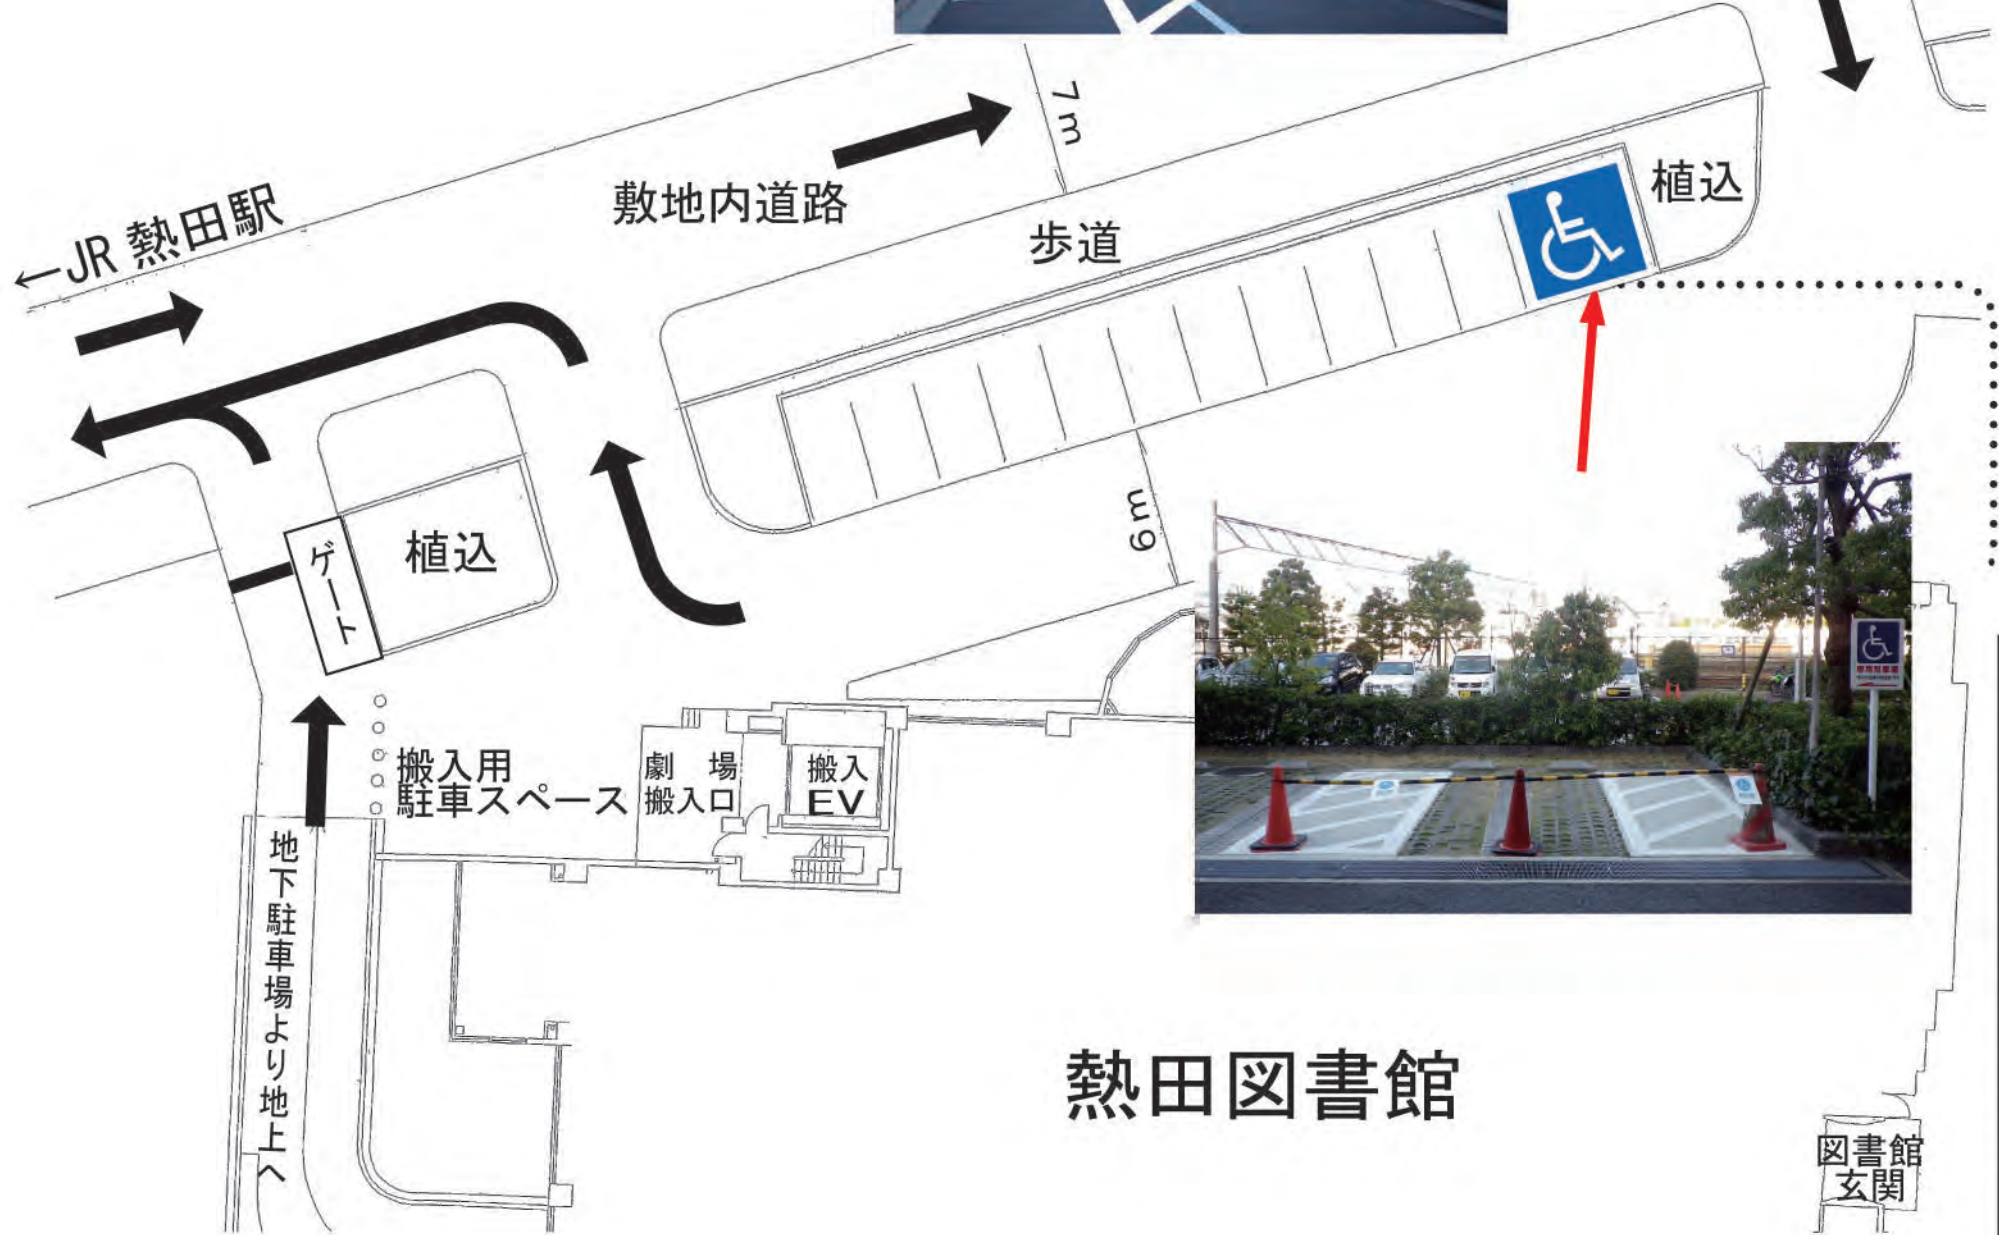 7m
敷地内道路
←JR 熱田駅
歩道
植込
6m
ゲート
植込
搬入用
駐車スペース
劇 場
搬入口
搬入
EV
地下駐車場より地上へ
熱田図書館
図書館
玄関